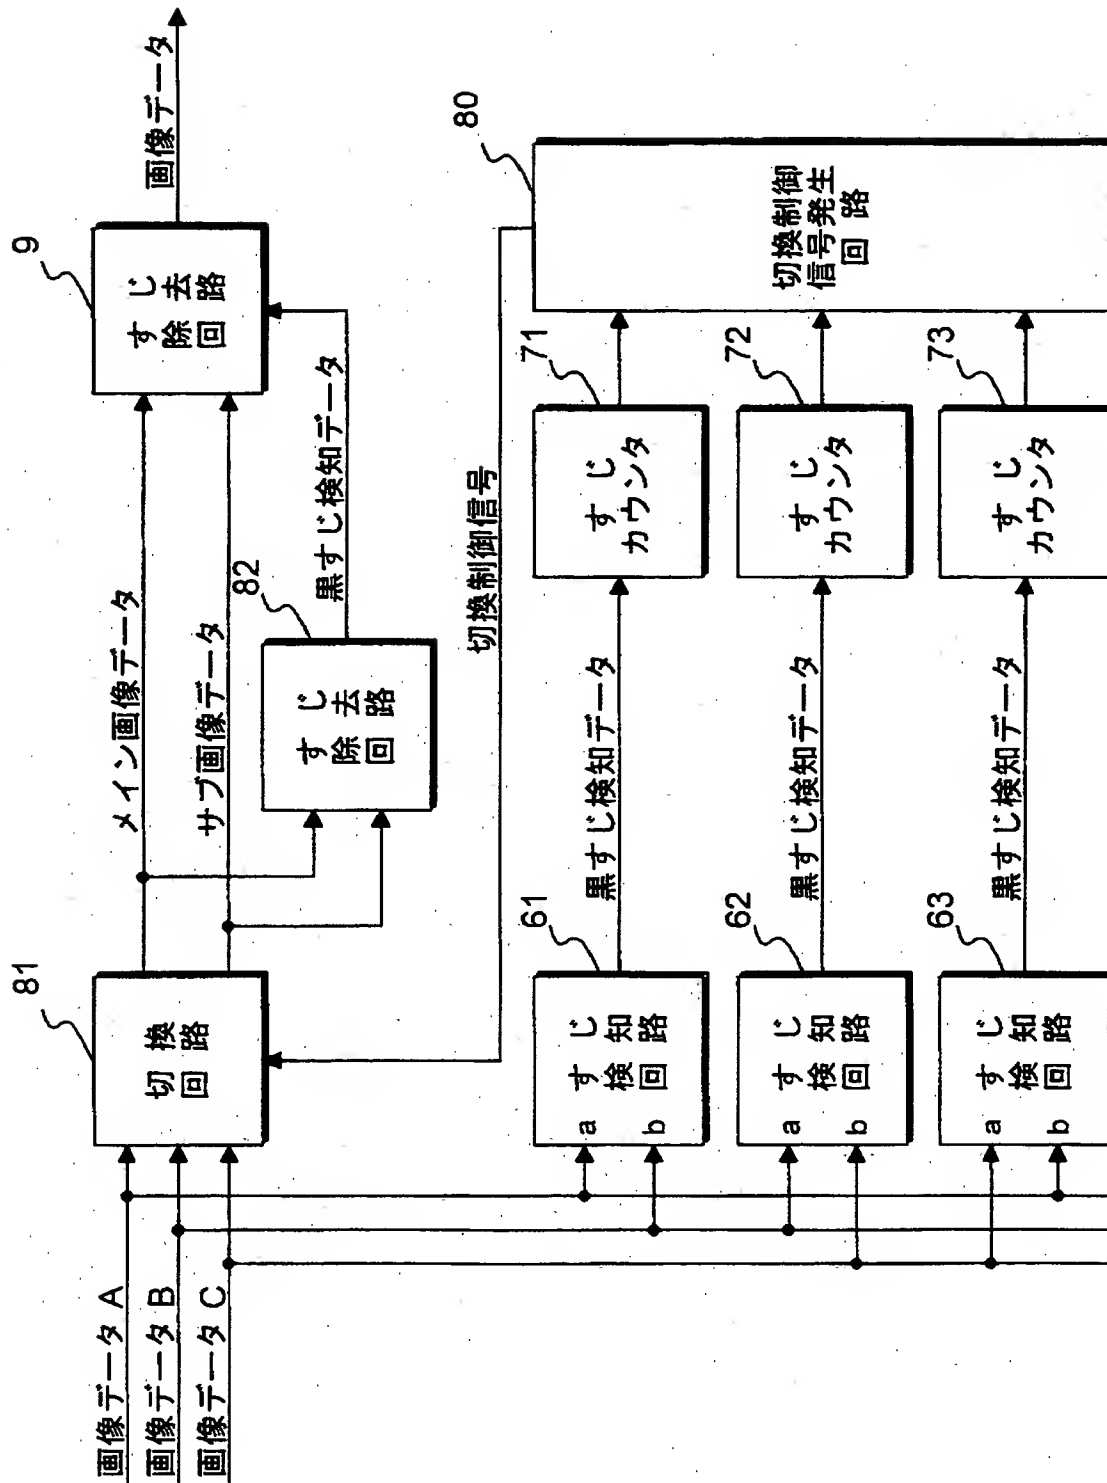 画像データ A
画像データ B
画像データ C
81
切 換
回 路
メイン画像データ
サブ画像データ
82
す じ
除 去
回 路
黒すじ検知データ
9
す じ
除 去
回 路
画像データ
切換制御信号
80
切換制御
信号発生
回 路
61
a
b
す じ
検 知
回 路
黒すじ検知データ
71
す じ
カウンタ
62
a
b
す じ
検 知
回 路
黒すじ検知データ
72
す じ
カウンタ
63
a
b
す じ
検 知
回 路
黒すじ検知データ
73
す じ
カウンタ